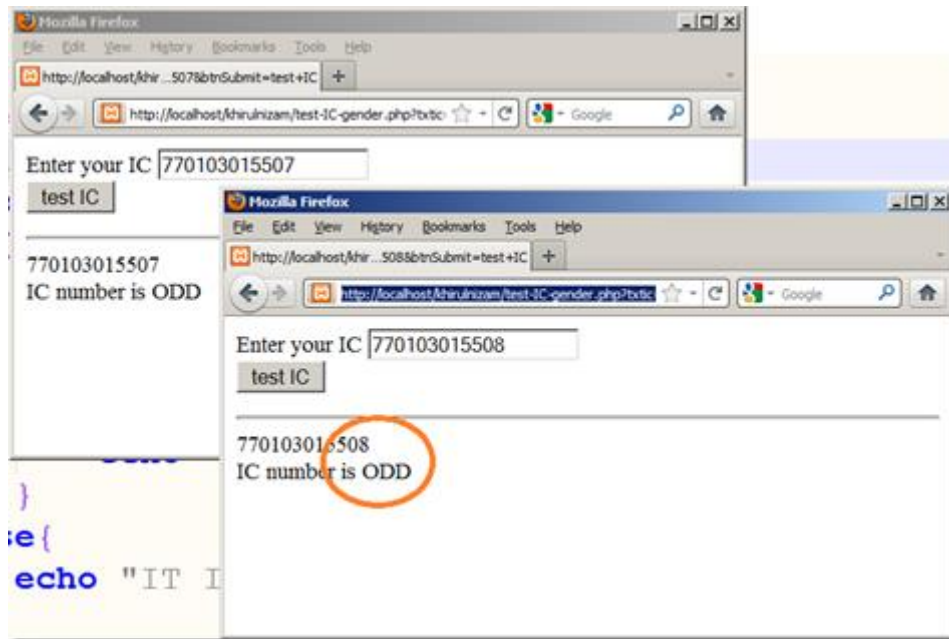 Mozilla Firefox
File Edit View History Bookmarks Tools Help
http://localhost/khir...507&btnSubmit=test+IC +
http://localhost/khirulnizam/test-IC-gender.php?txtic
Google
Enter your IC 770103015507
test IC
770103015507
IC number is ODD
Mozilla Firefox
File Edit View History Bookmarks Tools Help
http://localhost/khir...508&btnSubmit=test+IC +
http://localhost/khirulnizam/test-IC-gender.php?txtic
Google
Enter your IC 770103015508
test IC
770103015508
IC number is ODD
}
e{
echo "IT I